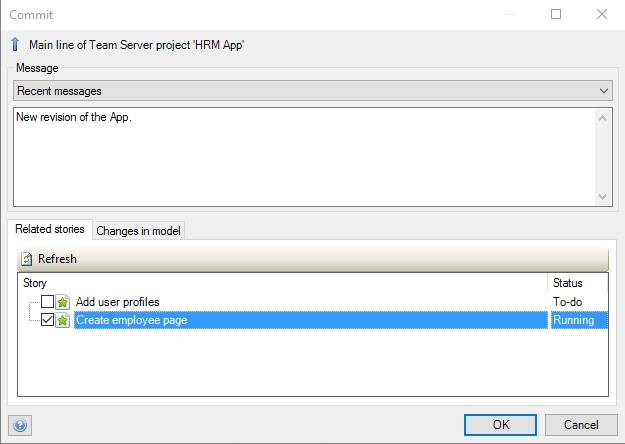 Commit
Main line of Team Server project 'HRM App'
Message
Recent messages
New revision of the App.
Related stories Changes in model
Refresh
Story Status
Add user profiles To-do
Create employee page Running
OK Cancel